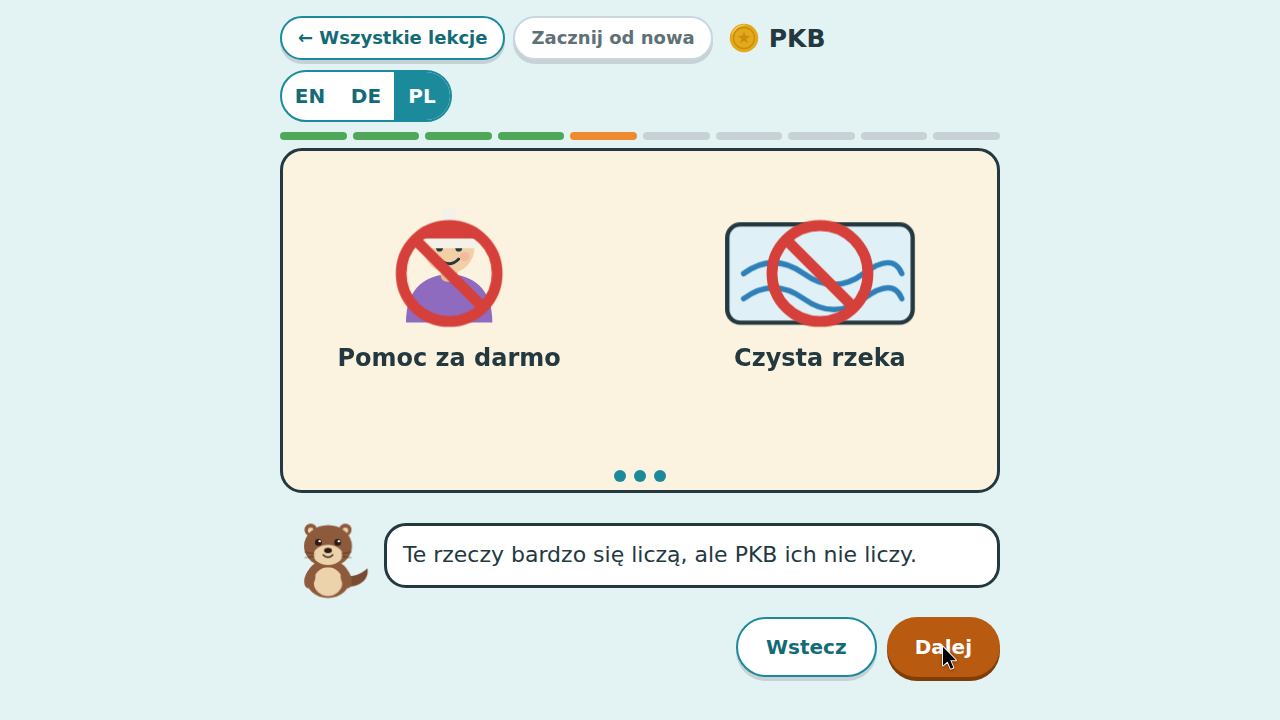 ← Wszystkie lekcje
Zacznij od nowa
PKB
EN DE PL
Pomoc za darmo
Czysta rzeka
Te rzeczy bardzo się liczą, ale PKB ich nie liczy.
Wstecz
Dalej